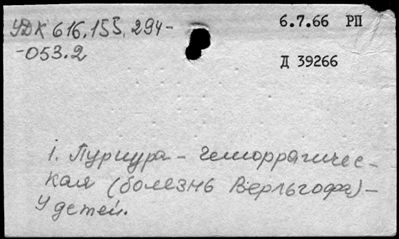 УДК 616.155.294-
-053.2
6.7.66 РП
Д 39266
1. Пурпура - геморрагичес-
кая (болезнь Верльгофа) -
У детей.